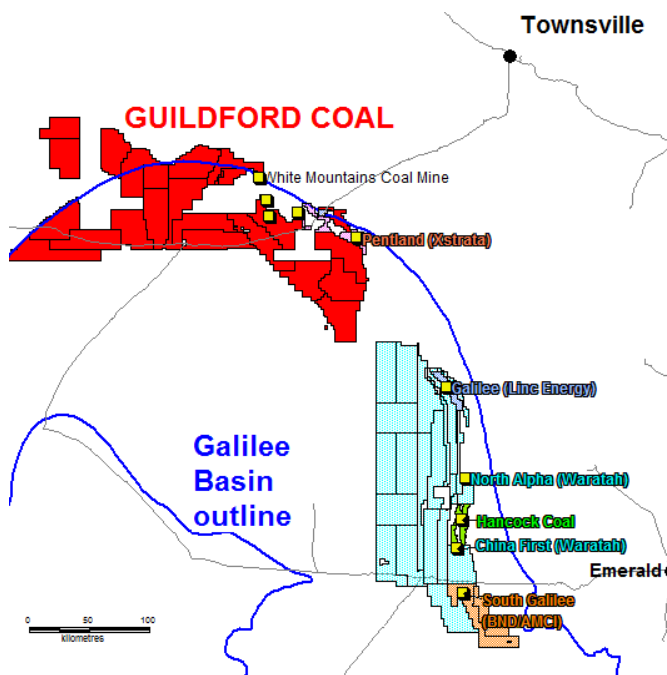 Townsville
GUILDFORD COAL
White Mountains Coal Mine
Pentland (Xstrata)
Galilee (Linc Energy)
Galilee
Basin
outline
North Alpha (Waratah)
Hancock Coal
China First (Waratah)
Emerald
South Galilee
(BND/AMCI)
0 50 100
kilometres